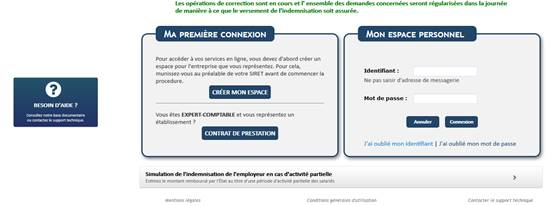 Les opérations de correction sont en cours et l' ensemble des demandes concernées seront régularisées dans la journée
de manière à ce que le versement de l'indemnisation soit assurée.
MA PREMIÈRE CONNEXION
Pour accéder à vos services en ligne, vous devez d'abord créer un
espace pour l'entreprise que vous représentez. Pour cela,
munissez-vous au préalable de votre SIRET avant de commencer la
procedure.
CRÉER MON ESPACE
Vous êtes EXPERT-COMPTABLE et vous représentez un
établissement ?
CONTRAT DE PRESTATION
MON ESPACE PERSONNEL
Identifiant :
Ne pas saisir d'adresse de messagerie
Mot de passe :
Annuler
Connexion
J'ai oublié mon identifiant | J'ai oublié mon mot de passe
BESOIN D'AIDE ?
Consultez notre base documentaire
ou contacter le support technique.
Simulation de l'indemnisation de l'employeur en cas d'activité partielle
Estimez le montant remboursé par l'État au titre d'une période d'activité partielle des salariés.
Mentions légales
Conditions générales d'utilisation
Contacter le support technique